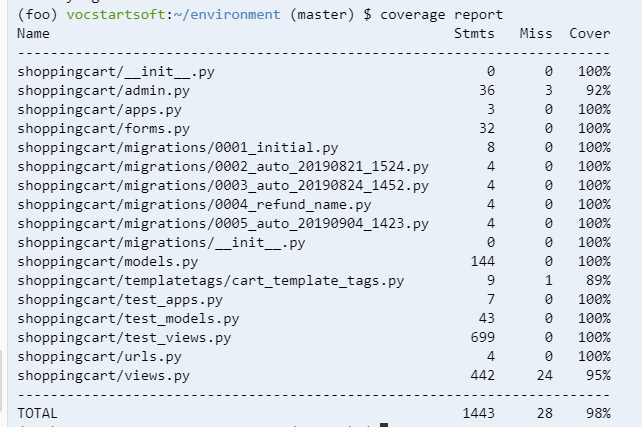 (foo) vocstartsoft:~/environment (master) $ coverage report
Name Stmts Miss Cover
----------------------------------------------------------------------
shoppingcart/__init__.py 0 0 100%
shoppingcart/admin.py 36 3 92%
shoppingcart/apps.py 3 0 100%
shoppingcart/forms.py 32 0 100%
shoppingcart/migrations/0001_initial.py 8 0 100%
shoppingcart/migrations/0002_auto_20190821_1524.py 4 0 100%
shoppingcart/migrations/0003_auto_20190824_1452.py 4 0 100%
shoppingcart/migrations/0004_refund_name.py 4 0 100%
shoppingcart/migrations/0005_auto_20190904_1423.py 4 0 100%
shoppingcart/migrations/__init__.py 0 0 100%
shoppingcart/models.py 144 0 100%
shoppingcart/templatetags/cart_template_tags.py 9 1 89%
shoppingcart/test_apps.py 7 0 100%
shoppingcart/test_models.py 43 0 100%
shoppingcart/test_views.py 699 0 100%
shoppingcart/urls.py 4 0 100%
shoppingcart/views.py 442 24 95%
----------------------------------------------------------------------
TOTAL 1443 28 98%